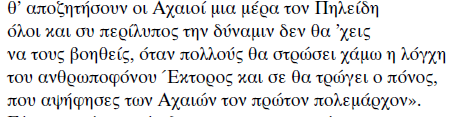 θ’ αποζητήσουν οι Αχαιοί μια μέρα τον Πηλείδη
όλοι και συ περίλυπος την δύναμιν δεν θα ’χεις
να τους βοηθείς, όταν πολλούς θα στρώσει χάμω η λόγχη
του ανθρωποφόνου Έκτορος και σε θα τρώγει ο πόνος,
που αψήφησες των Αχαιών τον πρώτον πολεμάρχον».